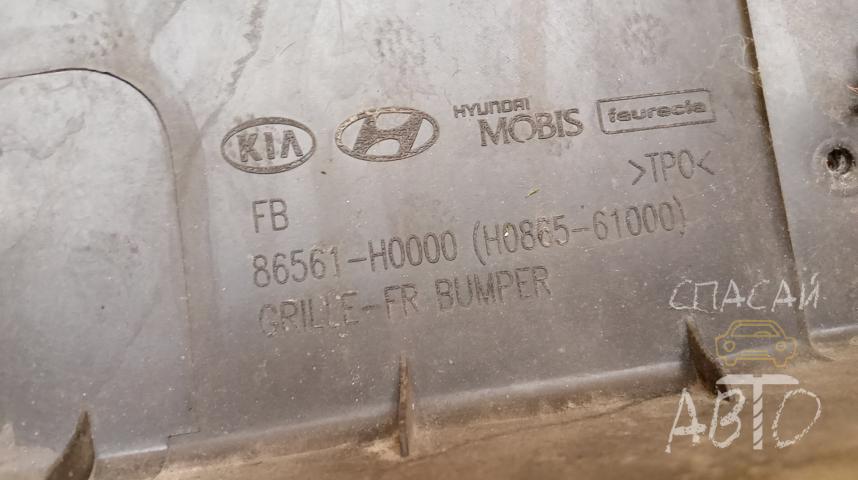 KIA
HYUNDAI
MOBIS
faurecia
>TPO<
FB
86561-H0000 (H0865-61000)
GRILLE-FR BUMPER
СПАСАЙ
АВТО